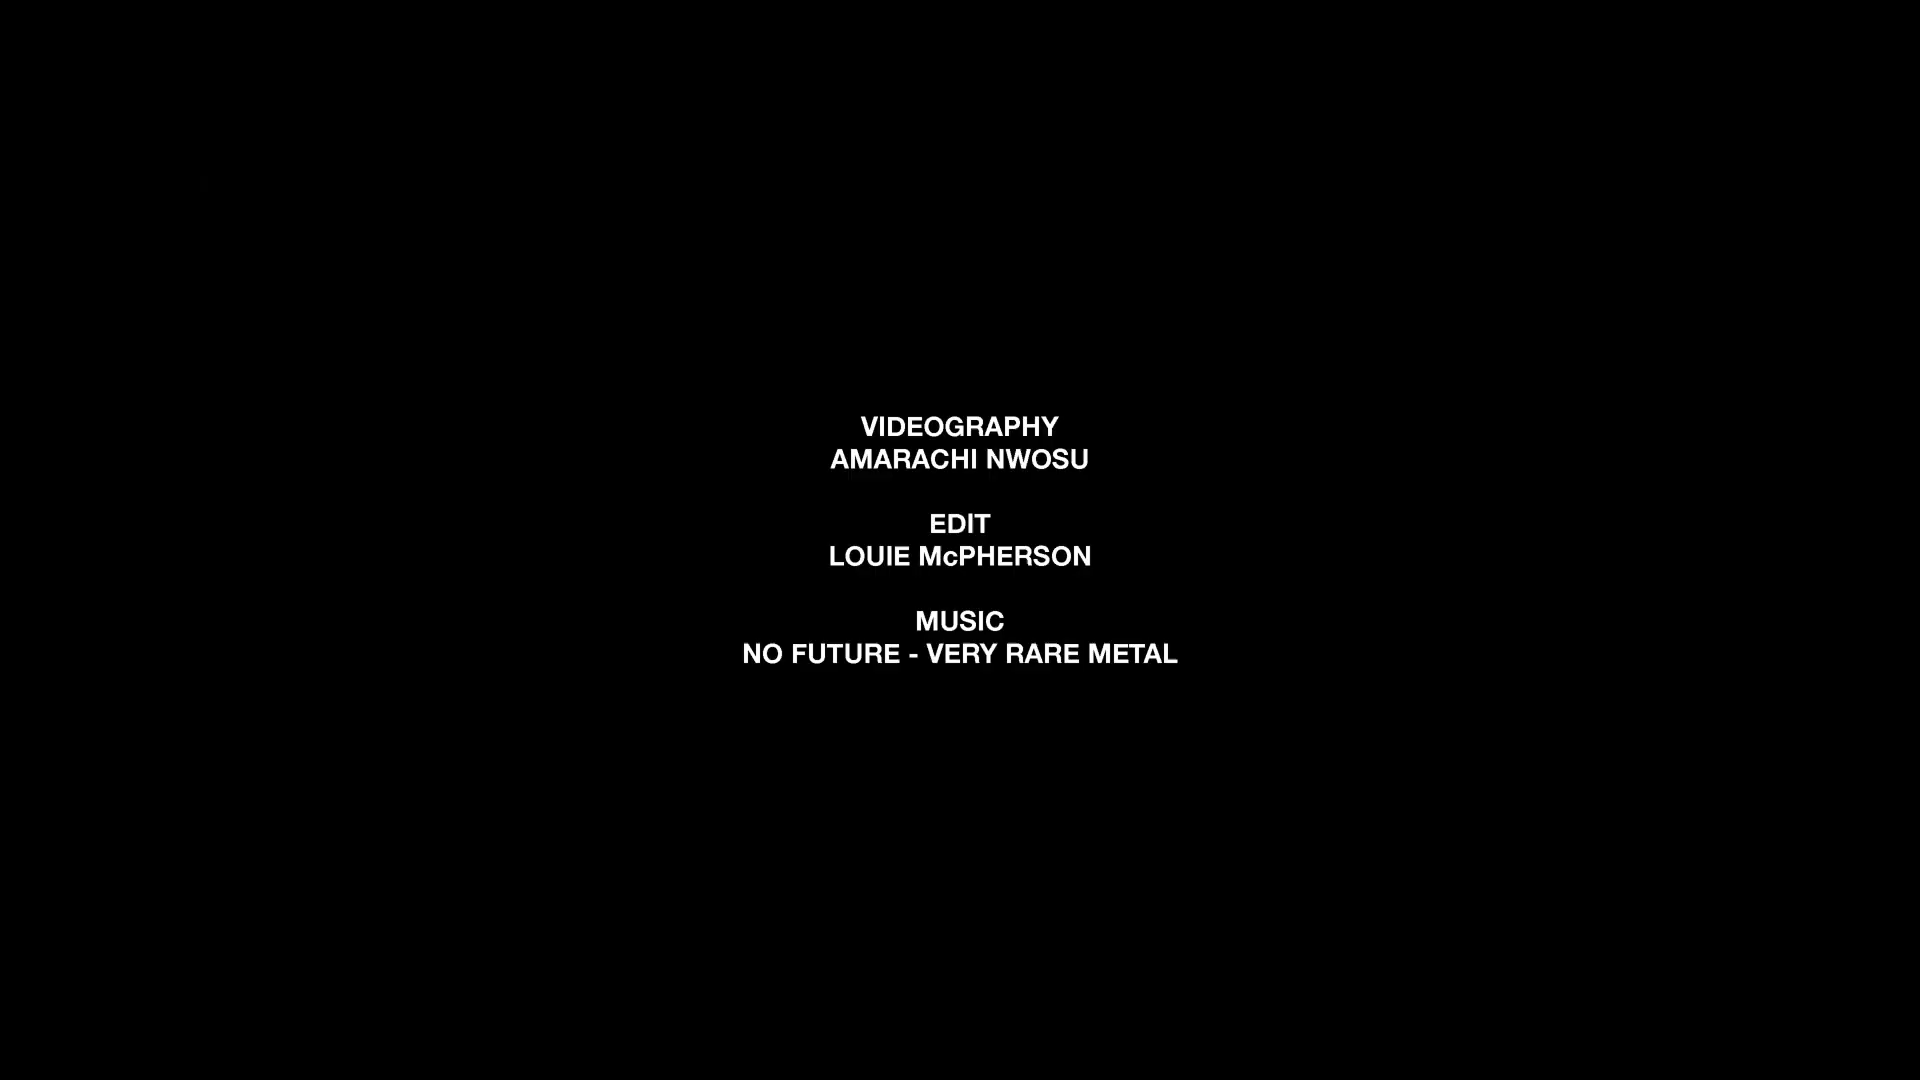 VIDEOGRAPHY
AMARACHI NWOSU
EDIT
LOUIE McPHERSON
MUSIC
NO FUTURE - VERY RARE METAL